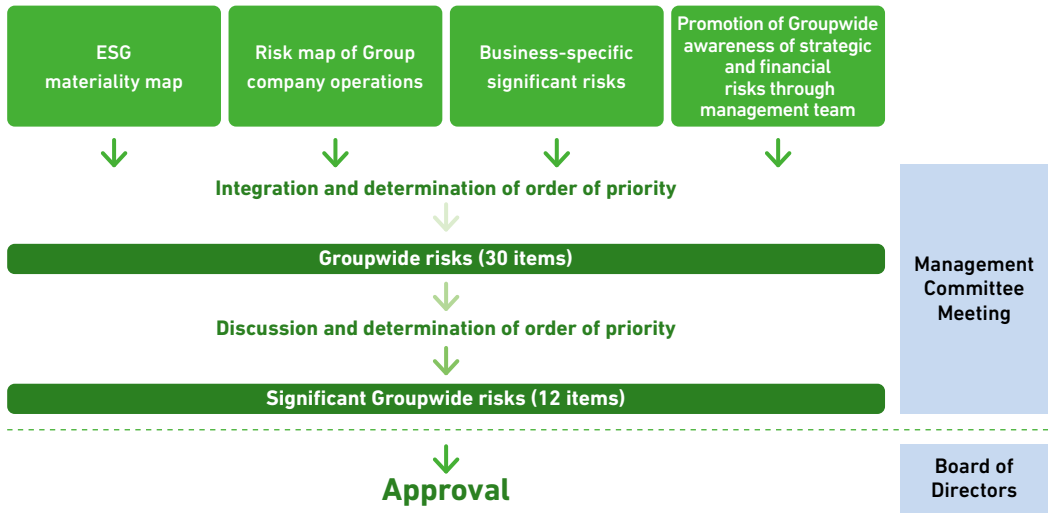 ESG
materiality map
Risk map of Group
company operations
Business-specific
significant risks
Promotion of Groupwide
awareness of strategic
and financial
risks through
management team
Integration and determination of order of priority
Groupwide risks (30 items)
Discussion and determination of order of priority
Significant Groupwide risks (12 items)
Management
Committee
Meeting
Approval
Board of
Directors